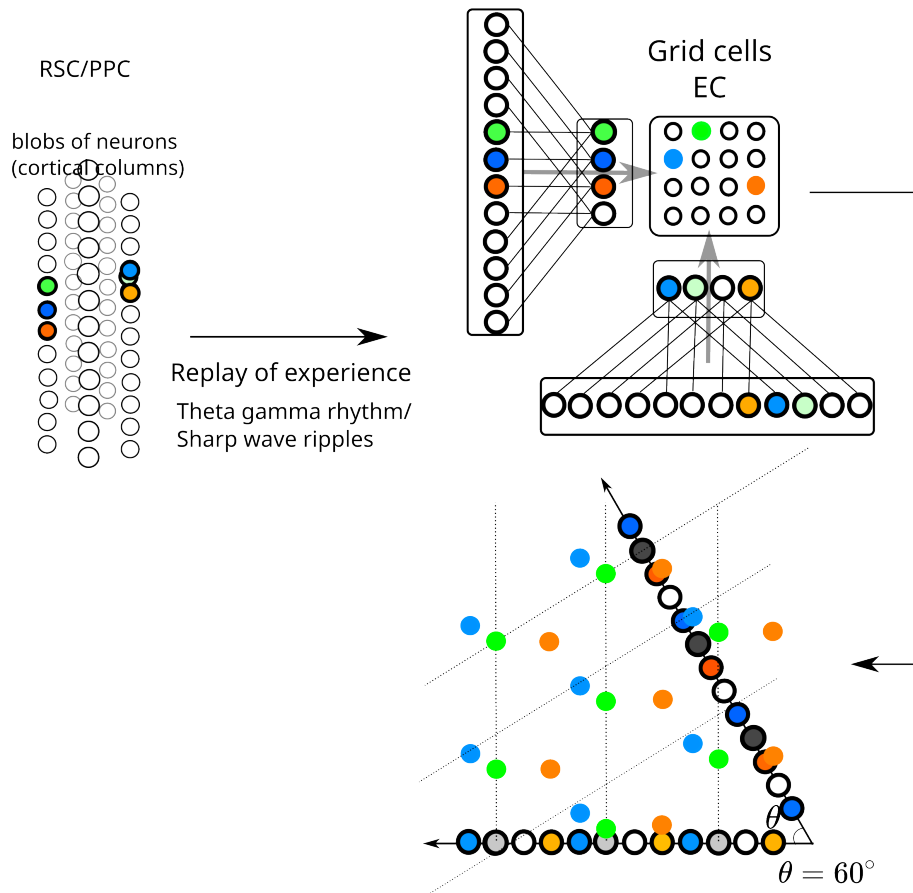 RSC/PPC
blobs of neurons
(cortical columns)
Grid cells
EC
Replay of experience
Theta gamma rhythm/
Sharp wave ripples
θ
θ = 60°